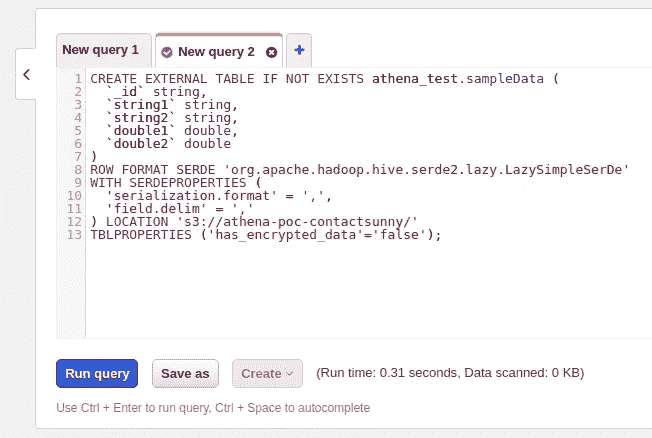 New query 1
New query 2
+
1 CREATE EXTERNAL TABLE IF NOT EXISTS athena_test.sampleData (
2 `_id` string,
3 `string1` string,
4 `string2` string,
5 `double1` double,
6 `double2` double
7 )
8 ROW FORMAT SERDE 'org.apache.hadoop.hive.serde2.lazy.LazySimpleSerDe'
9 WITH SERDEPROPERTIES (
10 'serialization.format' = ',',
11 'field.delim' = ','
12 ) LOCATION 's3://athena-poc-contactsunny/'
13 TBLPROPERTIES ('has_encrypted_data'='false');
Run query Save as Create (Run time: 0.31 seconds, Data scanned: 0 KB)
Use Ctrl + Enter to run query, Ctrl + Space to autocomplete